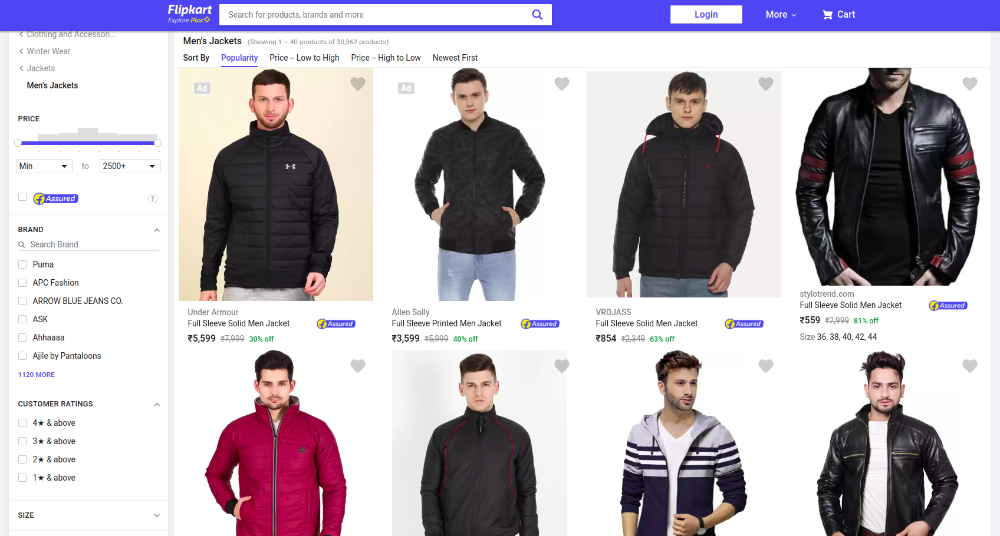 Flipkart
Explore Plus
Search for products, brands and more
Login
More
Cart
Clothing and Accessori...
Winter Wear
Jackets
Men's Jackets
PRICE
Min to 2500+
Assured
?
BRAND
Search Brand
Puma
APC Fashion
ARROW BLUE JEANS CO.
ASK
Ahhaaaa
Ajile by Pantaloons
1120 MORE
CUSTOMER RATINGS
4★ & above
3★ & above
2★ & above
1★ & above
SIZE
Men's Jackets (Showing 1 – 40 products of 30,362 products)
Sort By Popularity Price -- Low to High Price -- High to Low Newest First
Ad
Under Armour
Full Sleeve Solid Men Jacket
Assured
₹5,599 ₹7,999 30% off
Ad
Allen Solly
Full Sleeve Printed Men Jacket
Assured
₹3,599 ₹5,999 40% off
VROJASS
Full Sleeve Solid Men Jacket
Assured
₹854 ₹2,349 63% off
stylotrend.com
Full Sleeve Solid Men Jacket
Assured
₹559 ₹2,999 81% off
Size 36, 38, 40, 42, 44